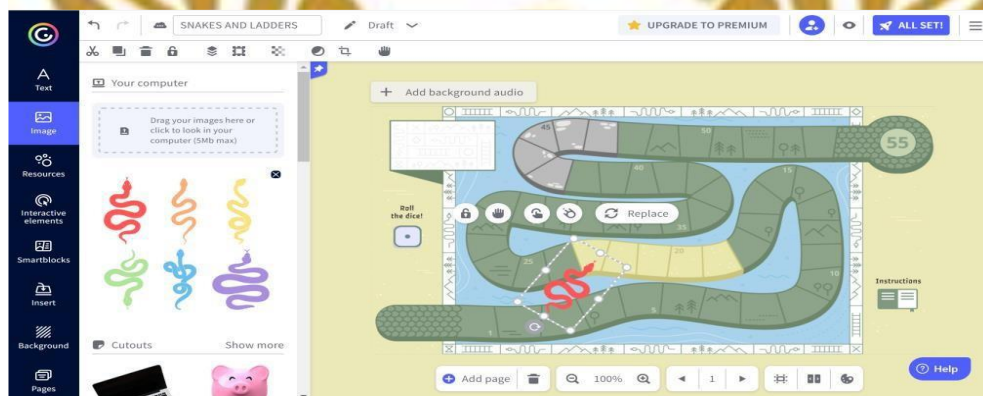 SNAKES AND LADDERS
Draft
UPGRADE TO PREMIUM
ALL SET!
Text
Image
Resources
Interactive
elements
Smartblocks
Insert
Background
Pages
Your computer
Drag your images here or
click to look in your
computer (5Mb max)
Cutouts
Show more
+ Add background audio
45
50
55
40
15
Roll
the dice!
Replace
35
25
20
10
Instructions
1
5
Add page
100%
1
Help